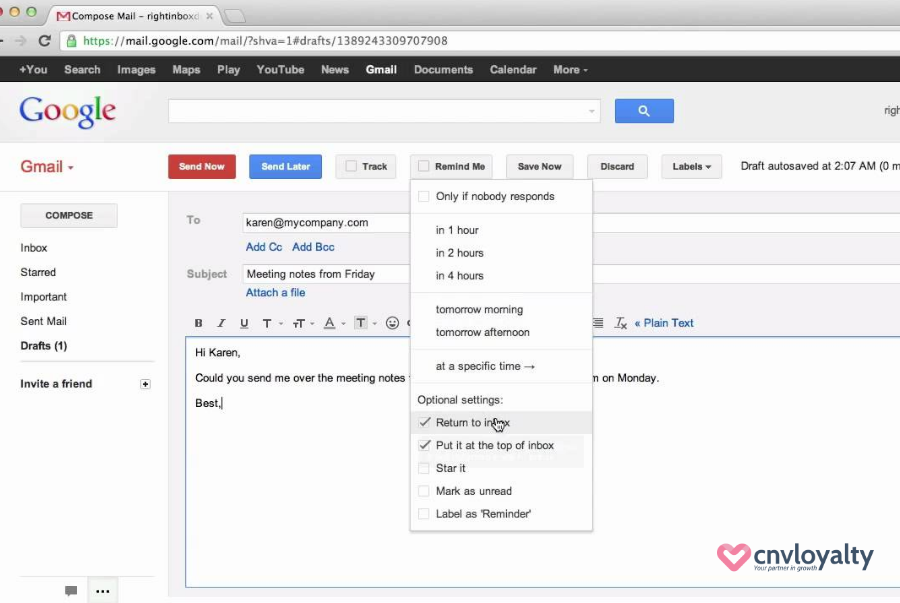 Compose Mail - rightinboxd
https://mail.google.com/mail/?shva=1#drafts/1389243309707908
+You Search Images Maps Play YouTube News Gmail Documents Calendar More
Google
Gmail
Send Now Send Later Track Remind Me Save Now Discard Labels Draft autosaved at 2:07 AM (0 m
COMPOSE
Inbox
Starred
Important
Sent Mail
Drafts (1)
Invite a friend
To karen@mycompany.com
Add Cc Add Bcc
Subject Meeting notes from Friday
Attach a file
B I U T TT A T Tx « Plain Text
Hi Karen,
Could you send me over the meeting notes on Monday.
Best,
Only if nobody responds
in 1 hour
in 2 hours
in 4 hours
tomorrow morning
tomorrow afternoon
at a specific time →
Optional settings:
Return to inbox
Put it at the top of inbox
Star it
Mark as unread
Label as 'Reminder'
cnvloyalty
Your partner in growth